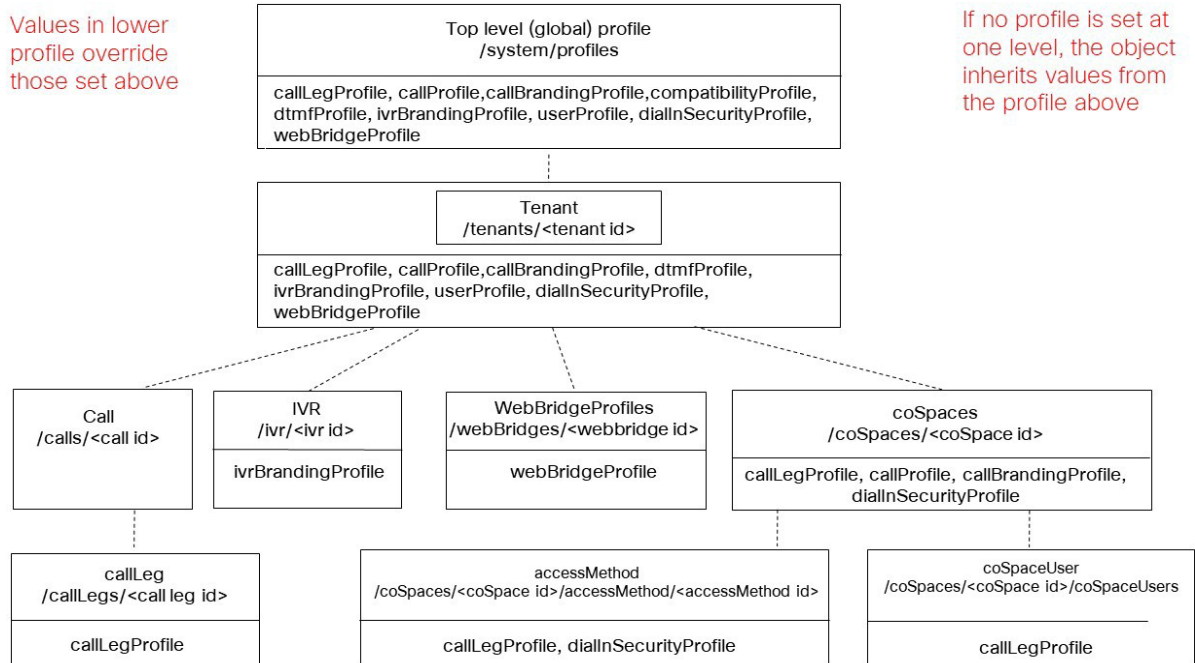 Values in lower
profile override
those set above
Top level (global) profile
/system/profiles
callLegProfile, callProfile,callBrandingProfile,compatibilityProfile,
dtmfProfile, ivrBrandingProfile, userProfile, dialInSecurityProfile,
webBridgeProfile
If no profile is set at
one level, the object
inherits values from
the profile above
Tenant
/tenants/<tenant id>
callLegProfile, callProfile,callBrandingProfile, dtmfProfile,
ivrBrandingProfile, userProfile, dialInSecurityProfile,
webBridgeProfile
Call
/calls/<call id>
IVR
/ivr/<ivr id>
ivrBrandingProfile
WebBridgeProfiles
/webBridges/<webbridge id>
webBridgeProfile
coSpaces
/coSpaces/<coSpace id>
callLegProfile, callProfile, callBrandingProfile,
dialInSecurityProfile
callLeg
/callLegs/<call leg id>
callLegProfile
accessMethod
/coSpaces/<coSpace id>/accessMethod/<accessMethod id>
callLegProfile, dialInSecurityProfile
coSpaceUser
/coSpaces/<coSpace id>/coSpaceUsers
callLegProfile